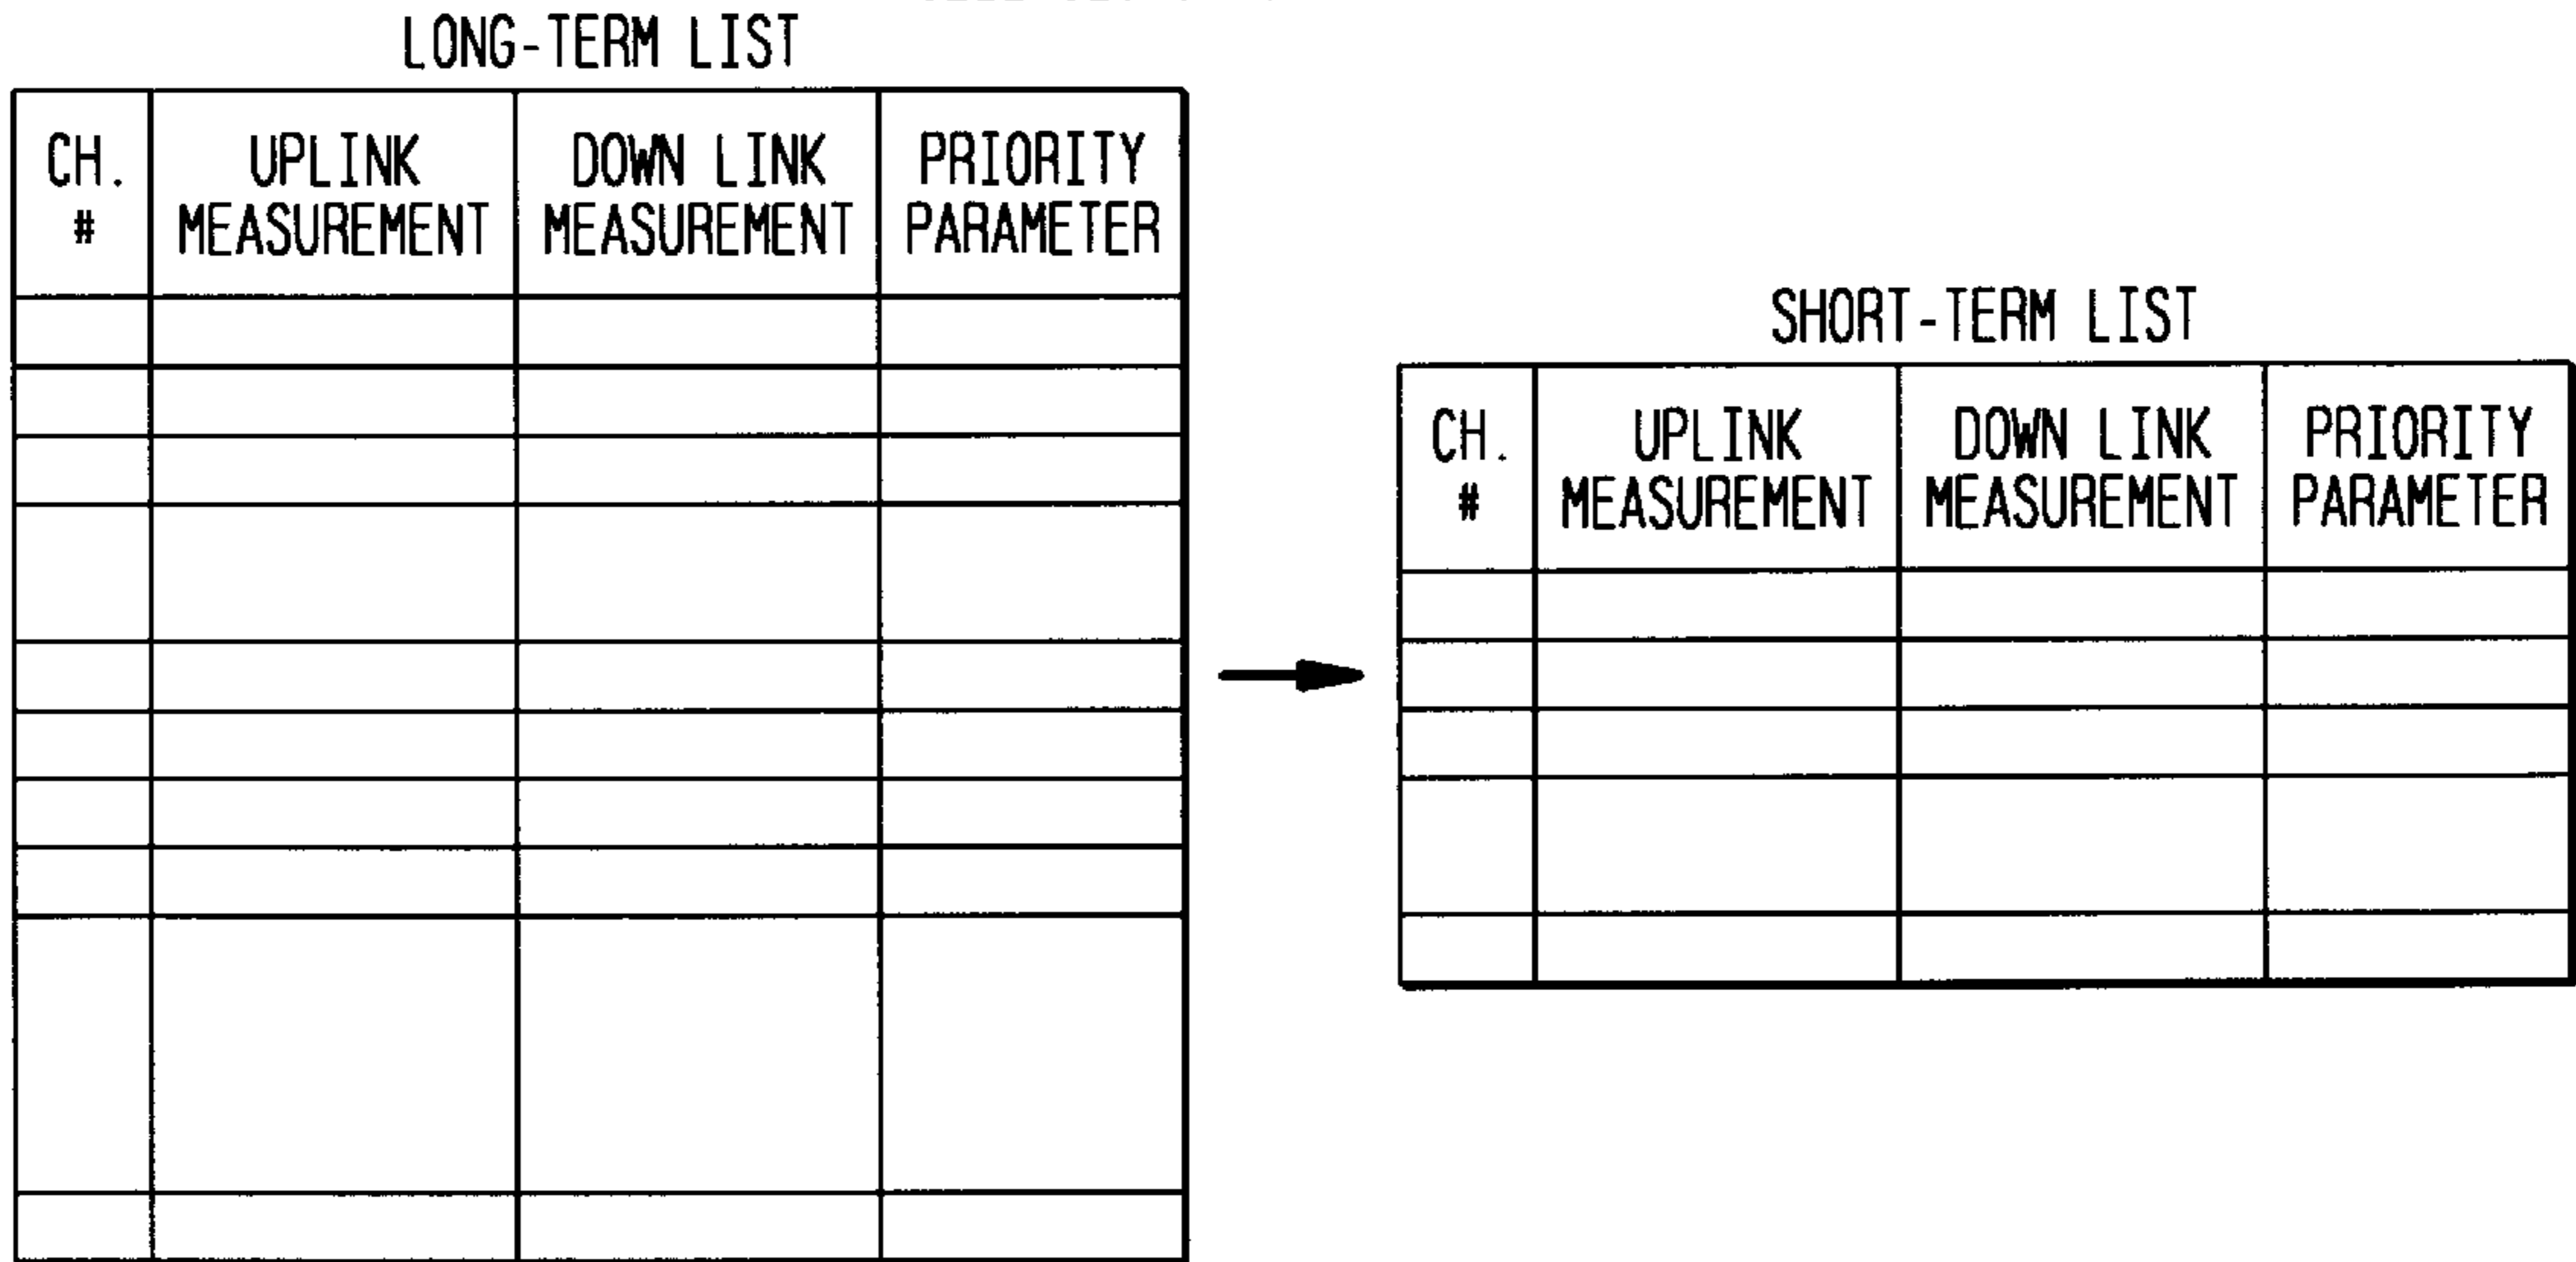 LONG-TERM LIST
CH. #
UPLINK MEASUREMENT
DOWN LINK MEASUREMENT
PRIORITY PARAMETER
SHORT-TERM LIST
CH. #
UPLINK MEASUREMENT
DOWN LINK MEASUREMENT
PRIORITY PARAMETER